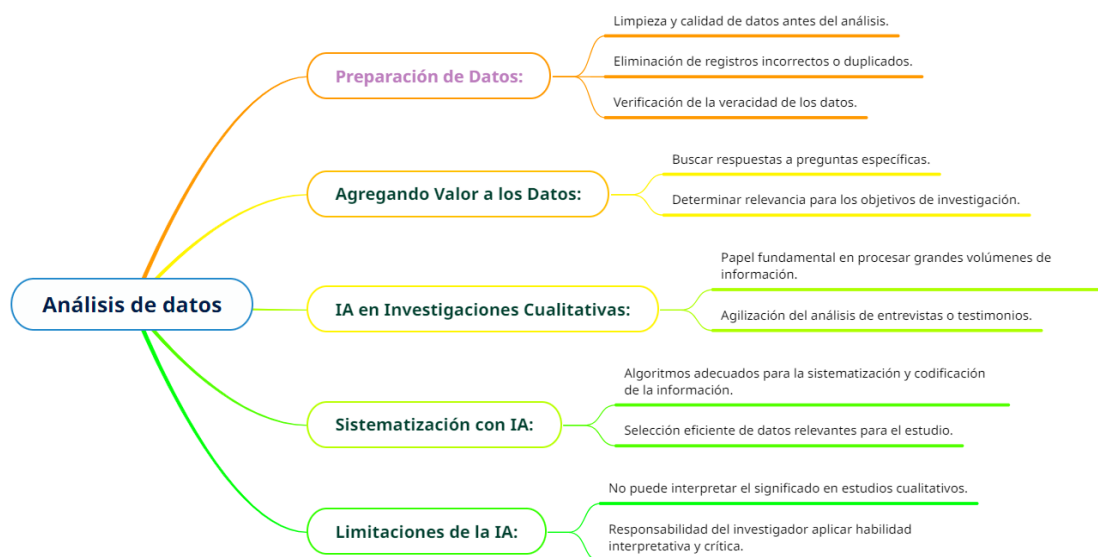 Limpieza y calidad de datos antes del análisis.
Preparación de Datos:
Eliminación de registros incorrectos o duplicados.
Verificación de la veracidad de los datos.
Buscar respuestas a preguntas específicas.
Agregando Valor a los Datos:
Determinar relevancia para los objetivos de investigación.
Papel fundamental en procesar grandes volúmenes de
información.
Análisis de datos
IA en Investigaciones Cualitativas:
Agilización del análisis de entrevistas o testimonios.
Algoritmos adecuados para la sistematización y codificación
de la información.
Sistematización con IA:
Selección eficiente de datos relevantes para el estudio.
No puede interpretar el significado en estudios cualitativos.
Limitaciones de la IA:
Responsabilidad del investigador aplicar habilidad
interpretativa y crítica.